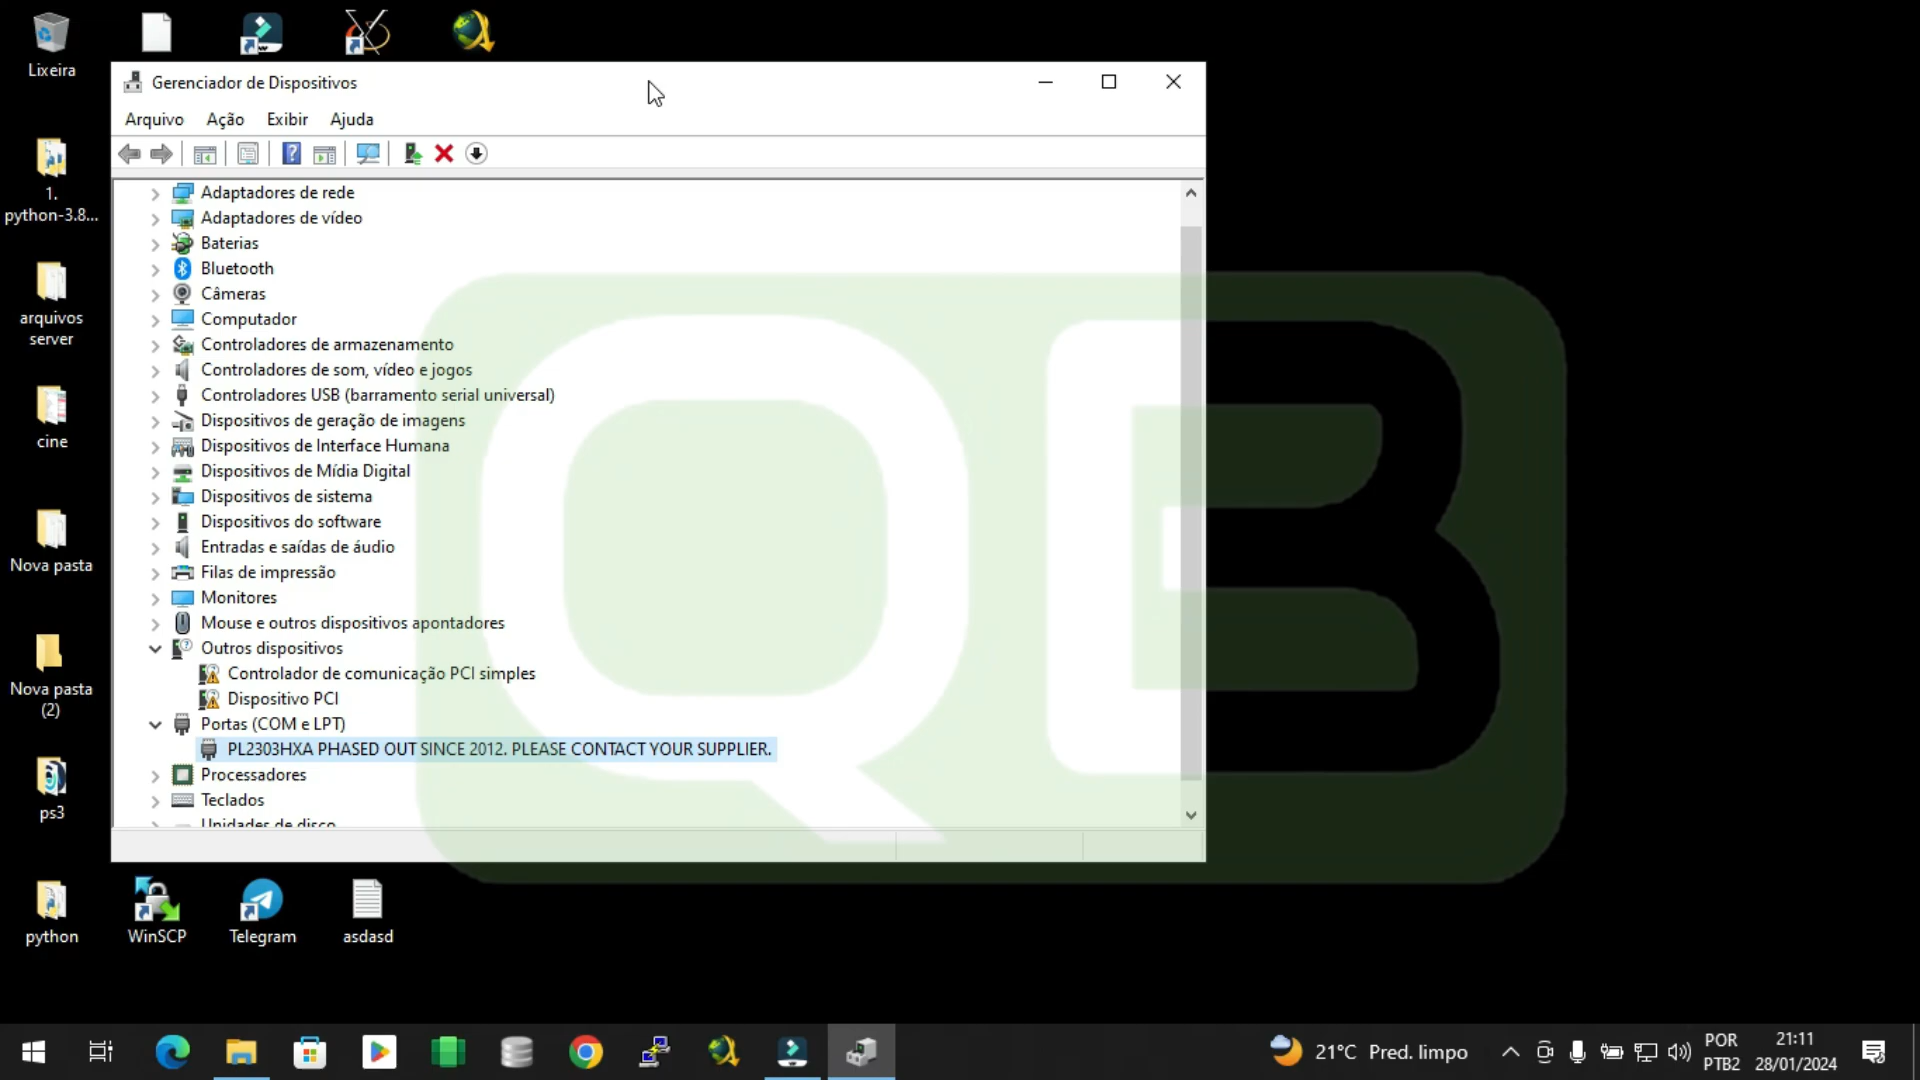 Lixeira
Gerenciador de Dispositivos
Arquivo Ação Exibir Ajuda
Adaptadores de rede
Adaptadores de vídeo
Baterias
Bluetooth
Câmeras
Computador
Controladores de armazenamento
Controladores de som, vídeo e jogos
Controladores USB (barramento serial universal)
Dispositivos de geração de imagens
Dispositivos de Interface Humana
Dispositivos de Mídia Digital
Dispositivos de sistema
Dispositivos do software
Entradas e saídas de áudio
Filas de impressão
Monitores
Mouse e outros dispositivos apontadores
Outros dispositivos
Controlador de comunicação PCI simples
Dispositivo PCI
Portas (COM e LPT)
PL2303HXA PHASED OUT SINCE 2012. PLEASE CONTACT YOUR SUPPLIER.
Processadores
Teclados
Unidades de disco
1.
python-3.8...
arquivos
server
cine
Nova pasta
Nova pasta
(2)
ps3
python
WinSCP
Telegram
asdasd
QB
21°C Pred. limpo
POR
PTB2
21:11
28/01/2024